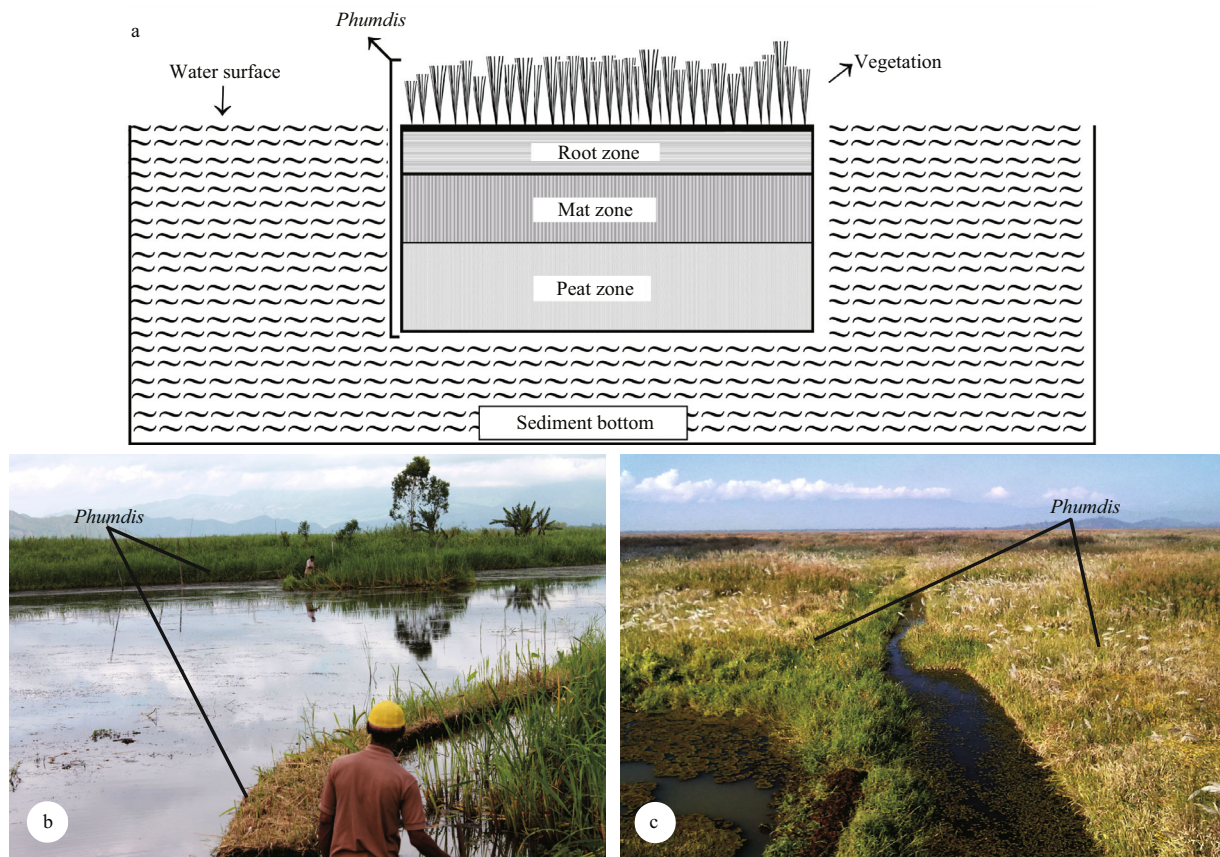 a
Phumdis
Water surface
Vegetation
Root zone
Mat zone
Peat zone
Sediment bottom
Phumdis
b
Phumdis
c